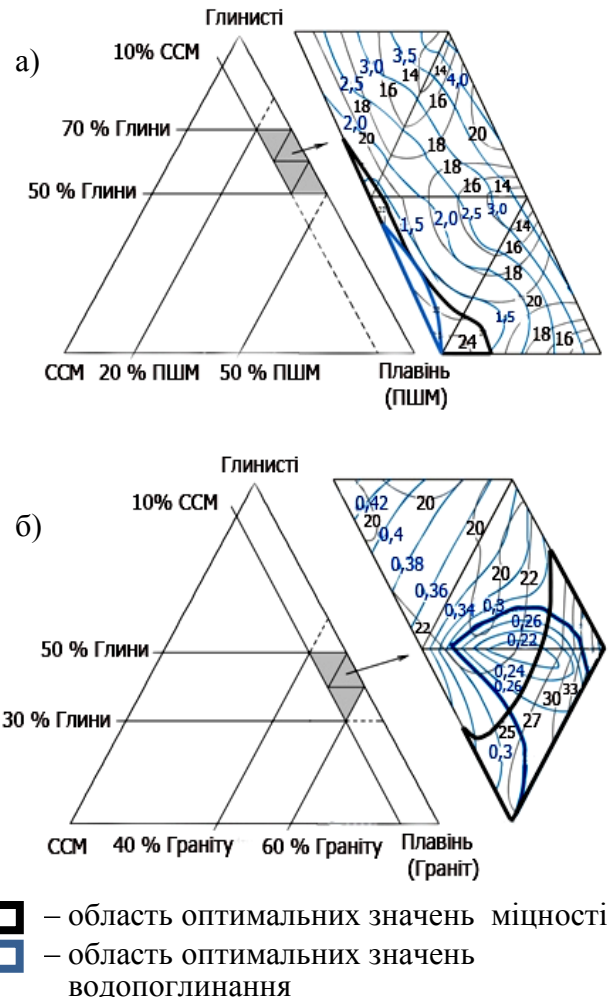 а)
Глинисті
10% ССМ
70 % Глини
50 % Глини
ССМ 20 % ПШМ 50 % ПШМ Плавінь
(ПШМ)
3,5
3,0 14 14 4,0
2,5 16 16
18
2,0
20 20
18
18 16 14
16
1,5 2,0 2,5 3,0
14
16
18
20
1,5
24 18 16
б)
Глинисті
10% ССМ
50 % Глини
30 % Глини
ССМ 40 % Граніту 60 % Граніту Плавінь
(Граніт)
0,42 20
20 20
0,4
0,38
20 22
0,36
0,34 0,3
22 0,26
0,22
0,24
0,26 33
30
27
25
0,3
– область оптимальних значень міцності
– область оптимальних значень
водопоглинання